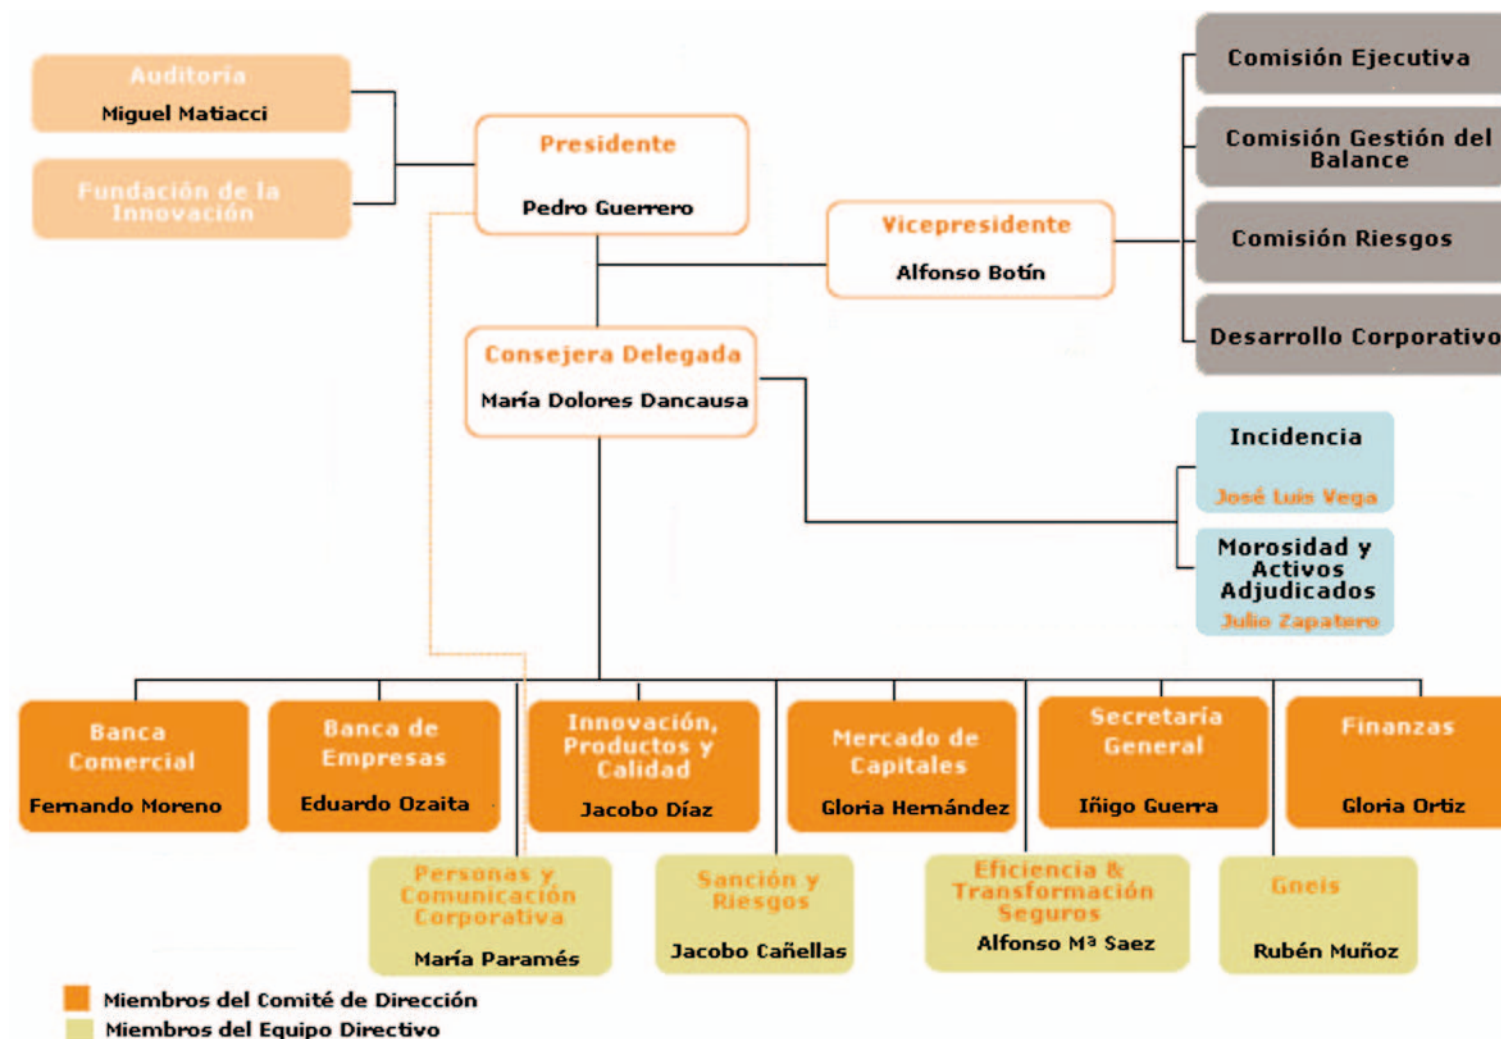 Auditoría
Miguel Matiacci
Fundación de la
Innovación
Presidente
Pedro Guerrero
Vicepresidente
Alfonso Botín
Comisión Ejecutiva
Comisión Gestión del
Balance
Comisión Riesgos
Desarrollo Corporativo
Consejera Delegada
María Dolores Dancausa
Incidencia
José Luis Vega
Morosidad y
Activos
Adjudicados
Julio Zapatero
Banca
Comercial
Fernando Moreno
Banca de
Empresas
Eduardo Ozaita
Innovación,
Productos y
Calidad
Jacobo Díaz
Mercado de
Capitales
Gloria Hernández
Secretaría
General
Iñigo Guerra
Finanzas
Gloria Ortiz
Personas y
Comunicación
Corporativa
María Paramés
Sanción y
Riesgos
Jacobo Cañellas
Eficiencia &
Transformación
Seguros
Alfonso Mª Saez
Gneis
Rubén Muñoz
Miembros del Comité de Dirección
Miembros del Equipo Directivo